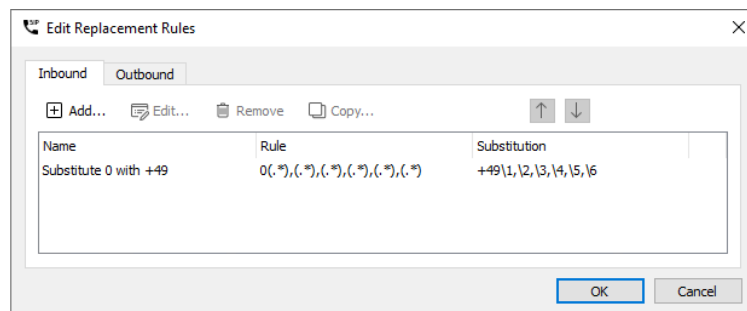 Edit Replacement Rules
Inbound Outbound
Add... Edit... Remove Copy...
Name Rule Substitution
Substitute 0 with +49 0(.*),(.*),(.*),(.*),(.*),(.*) +49\1,\2,\3,\4,\5,\6
OK Cancel